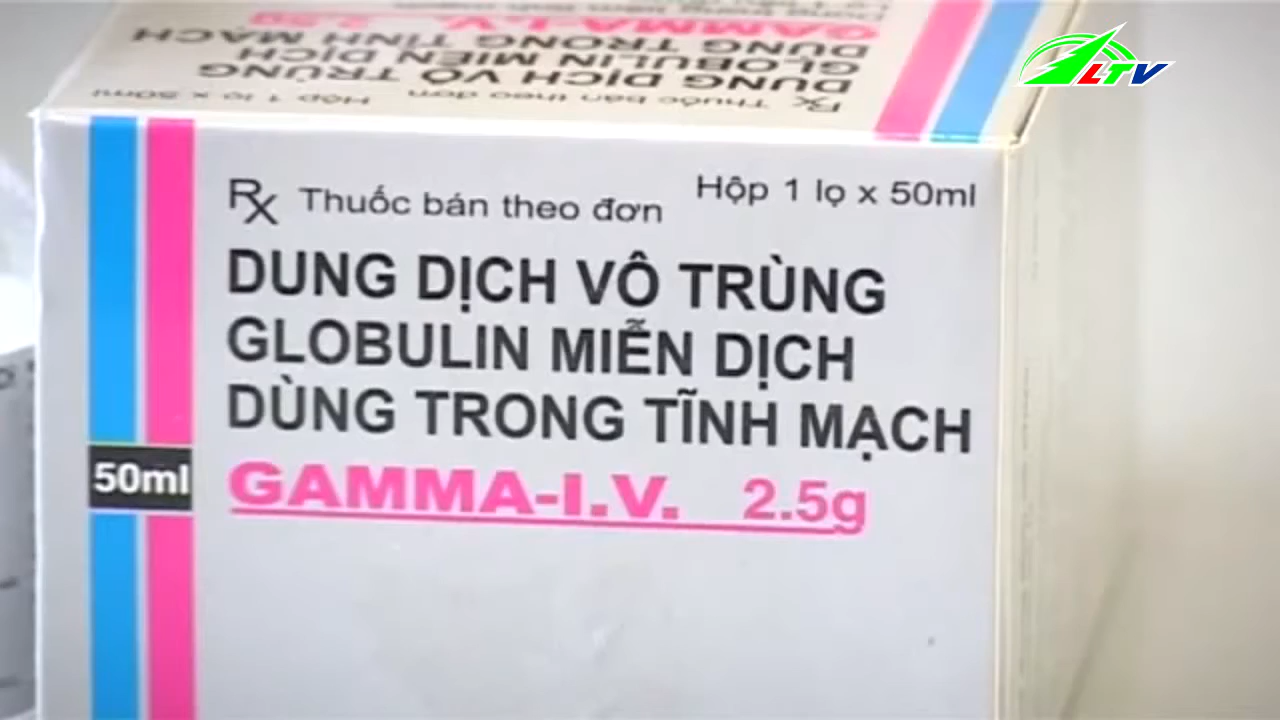 LTV
GAMMA-I.V. 2.5g
DÙNG TRONG TĨNH MẠCH
GLOBULIN MIỄN DỊCH
DUNG DỊCH VÔ TRÙNG
Rx Thuốc bán theo đơn Hộp 1 lọ x 50ml
Rx Thuốc bán theo đơn Hộp 1 lọ x 50ml
DUNG DỊCH VÔ TRÙNG
GLOBULIN MIỄN DỊCH
DÙNG TRONG TĨNH MẠCH
50ml
GAMMA-I.V. 2.5g